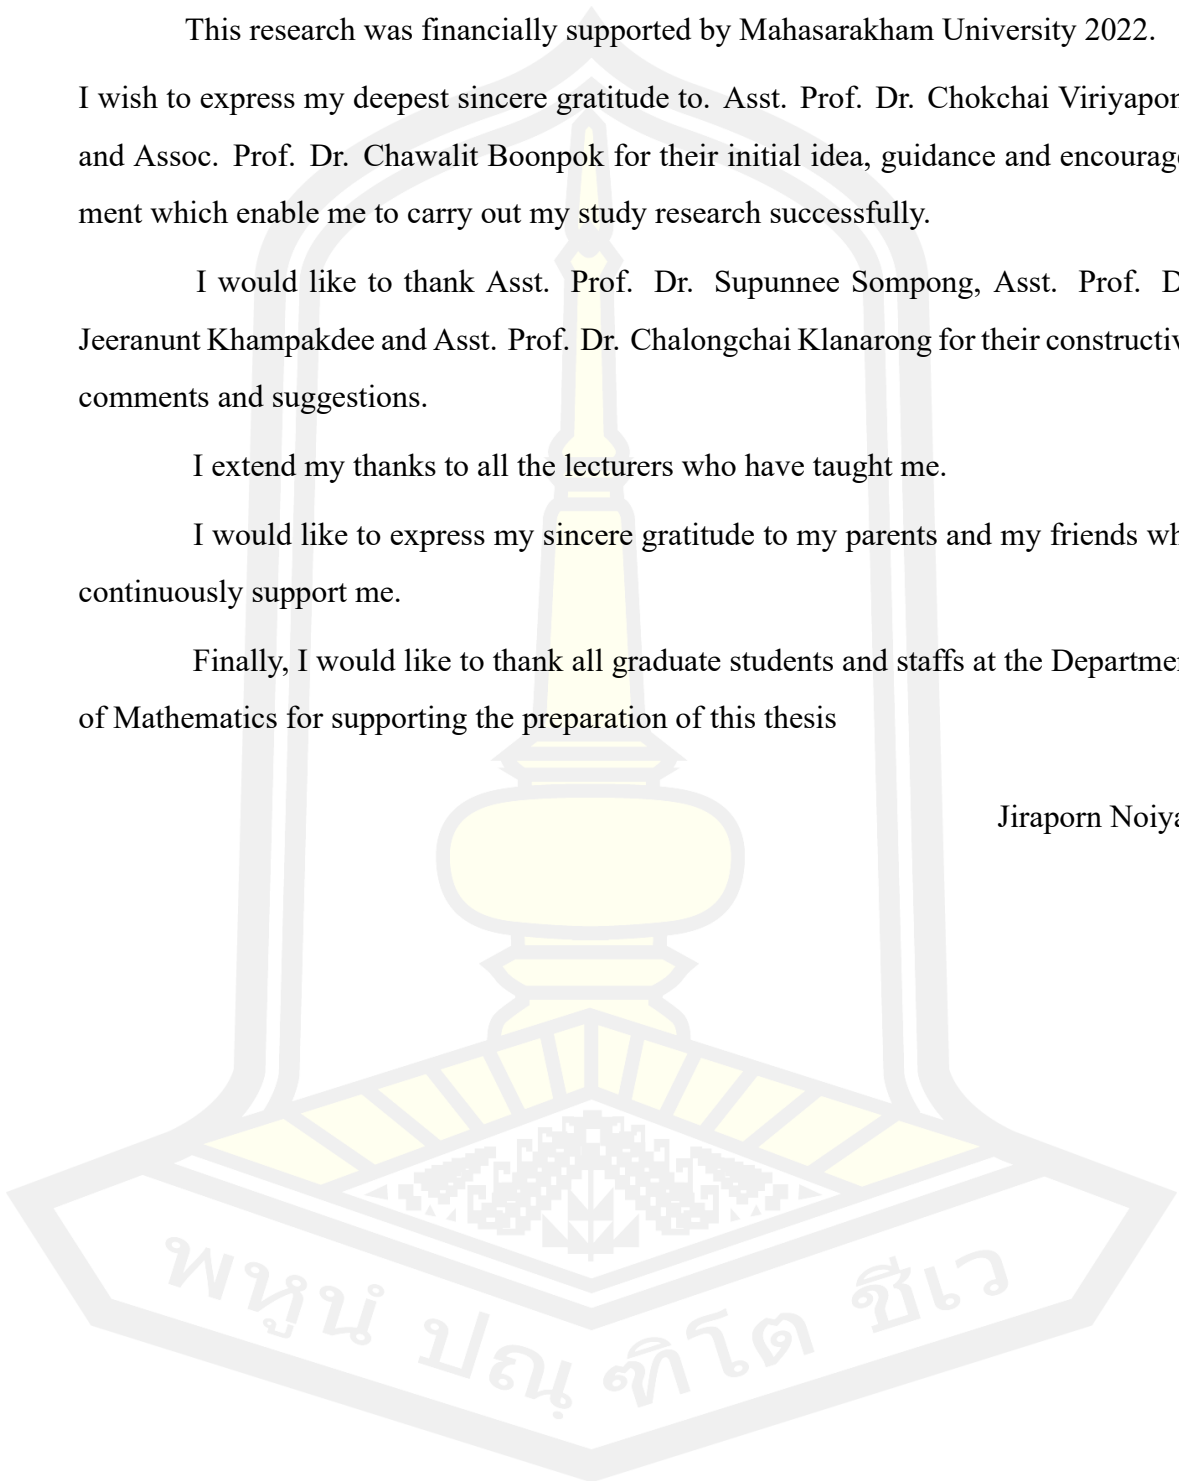 This research was financially supported by Mahasarakham University 2022.
I wish to express my deepest sincere gratitude to. Asst. Prof. Dr. Chokchai Viriyapon
and Assoc. Prof. Dr. Chawalit Boonpok for their initial idea, guidance and encourag
ment which enable me to carry out my study research successfully.
I would like to thank Asst. Prof. Dr. Supunnee Sompong, Asst. Prof. D
Jeeranunt Khampakdee and Asst. Prof. Dr. Chalongchai Klanarong for their constructiv
comments and suggestions.
I extend my thanks to all the lecturers who have taught me.
I would like to express my sincere gratitude to my parents and my friends wh
continuously support me.
Finally, I would like to thank all graduate students and staffs at the Departme
of Mathematics for supporting the preparation of this thesis
Jiraporn Noiya
พหูนํ ปณฺฑิโต ชีเว